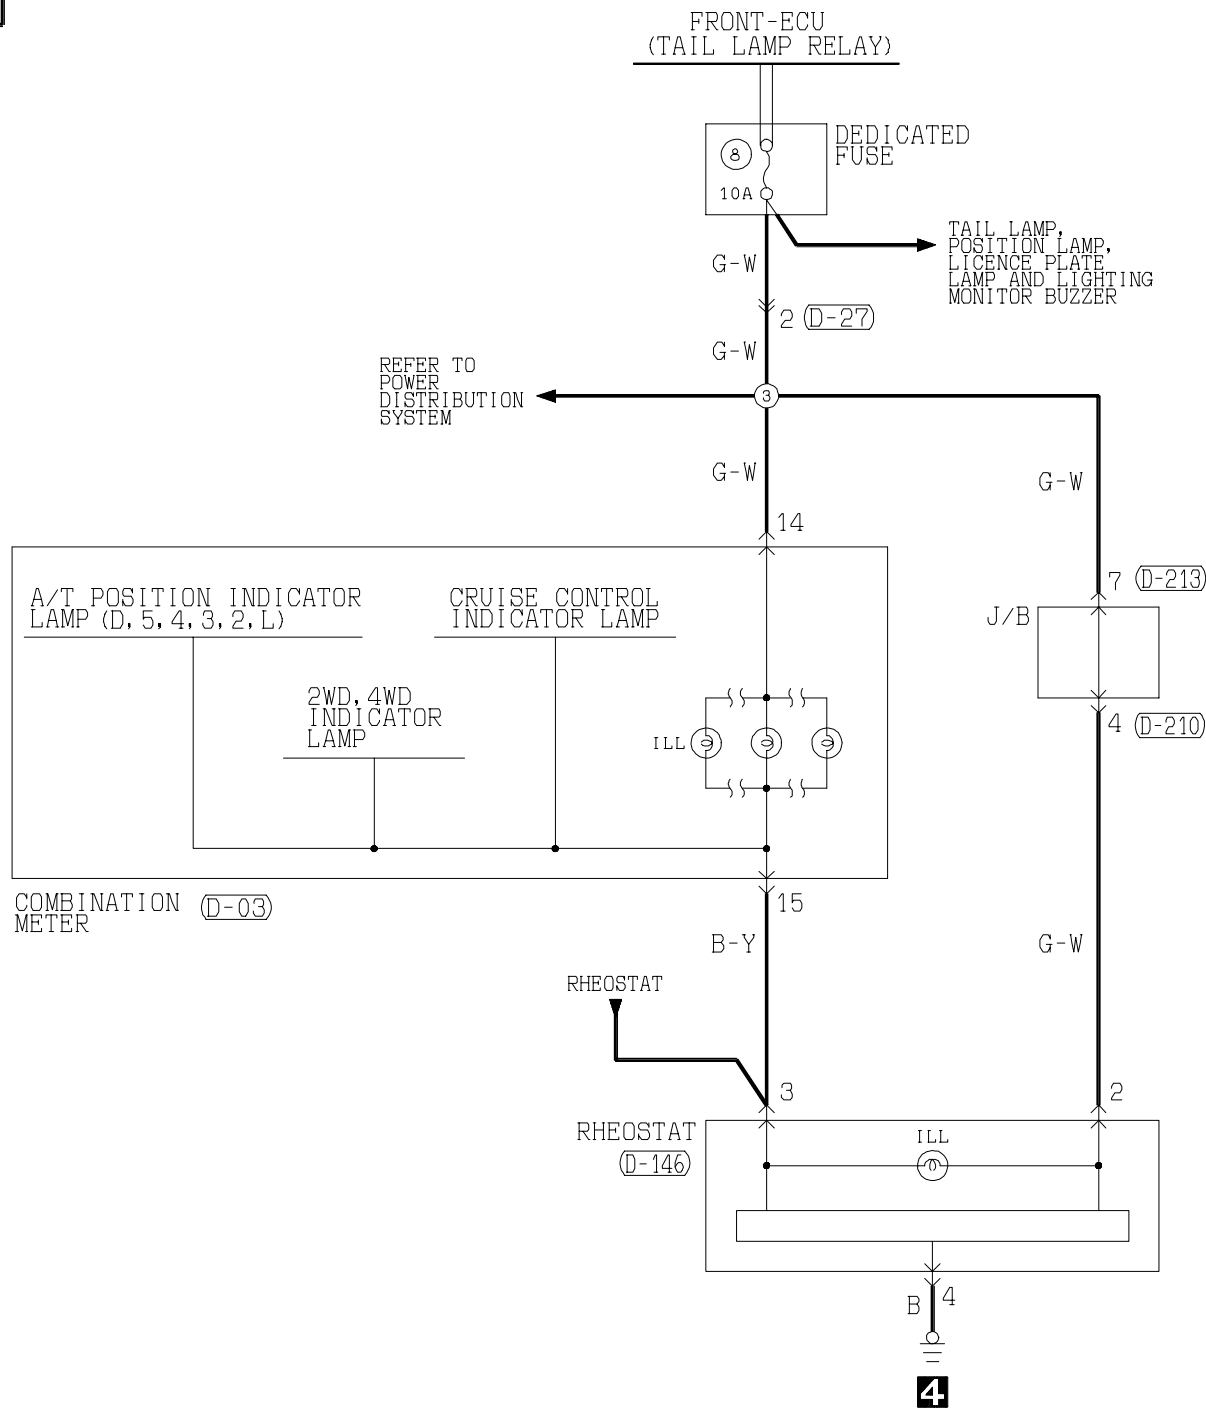 FRONT-ECU
(TAIL LAMP RELAY)
DEDICATED
FUSE
8
10A
TAIL LAMP,
POSITION LAMP,
LICENCE PLATE
LAMP AND LIGHTING
MONITOR BUZZER
G-W
2 (D-27)
G-W
REFER TO
POWER
DISTRIBUTION
SYSTEM
3
G-W
G-W
14
7 (D-213)
J/B
4 (D-210)
A/T POSITION INDICATOR
LAMP (D,5,4,3,2,L)
CRUISE CONTROL
INDICATOR LAMP
2WD,4WD
INDICATOR
LAMP
ILL
COMBINATION
METER
(D-03)
15
B-Y
G-W
RHEOSTAT
3
2
RHEOSTAT
(D-146)
ILL
B
4
4